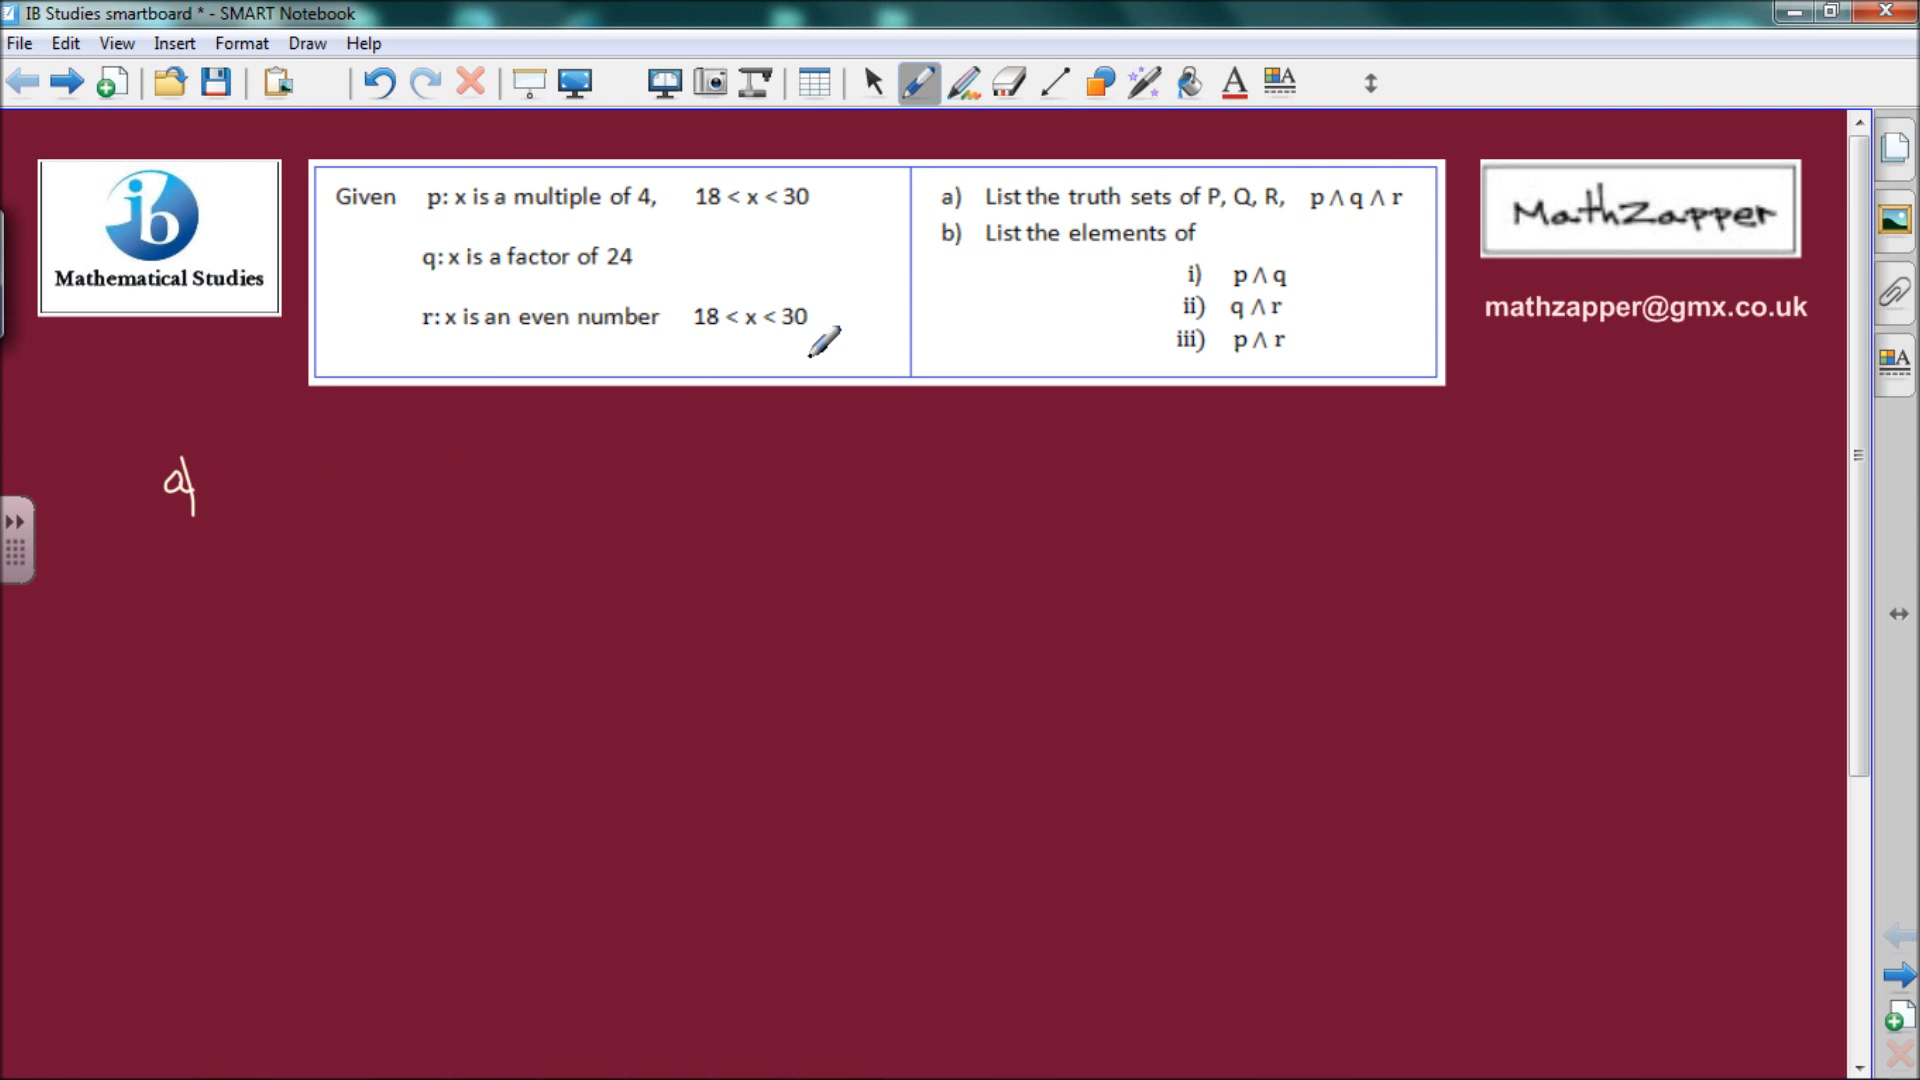 IB Studies smartboard * - SMART Notebook
File Edit View Insert Format Draw Help
ib
Mathematical Studies
Given p: x is a multiple of 4, 18 < x < 30
q: x is a factor of 24
r: x is an even number 18 < x < 30
a) List the truth sets of P, Q, R, p ∧ q ∧ r
b) List the elements of
i) p ∧ q
ii) q ∧ r
iii) p ∧ r
MathZapper
mathzapper@gmx.co.uk
a)